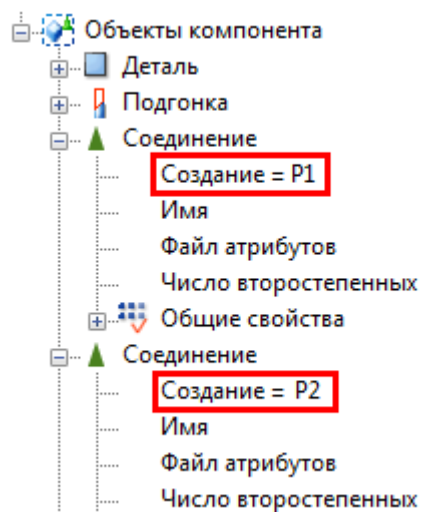 Объекты компонента
Деталь
Подгонка
Соединение
Создание = P1
Имя
Файл атрибутов
Число второстепенных
Общие свойства
Соединение
Создание = P2
Имя
Файл атрибутов
Число второстепенных